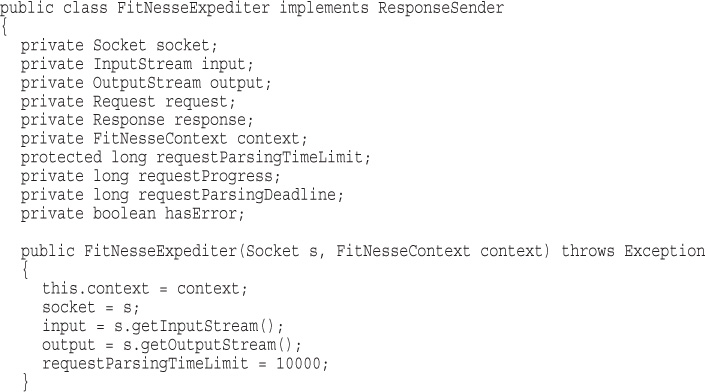 public class FitNesseExpediter implements ResponseSender
{
  private Socket socket;
  private InputStream input;
  private OutputStream output;
  private Request request;
  private Response response;
  private FitNesseContext context;
  protected long requestParsingTimeLimit;
  private long requestProgress;
  private long requestParsingDeadline;
  private boolean hasError;

  public FitNesseExpediter(Socket s, FitNesseContext context) throws Exception
  {
    this.context = context;
    socket = s;
    input = s.getInputStream();
    output = s.getOutputStream();
    requestParsingTimeLimit = 10000;
  }